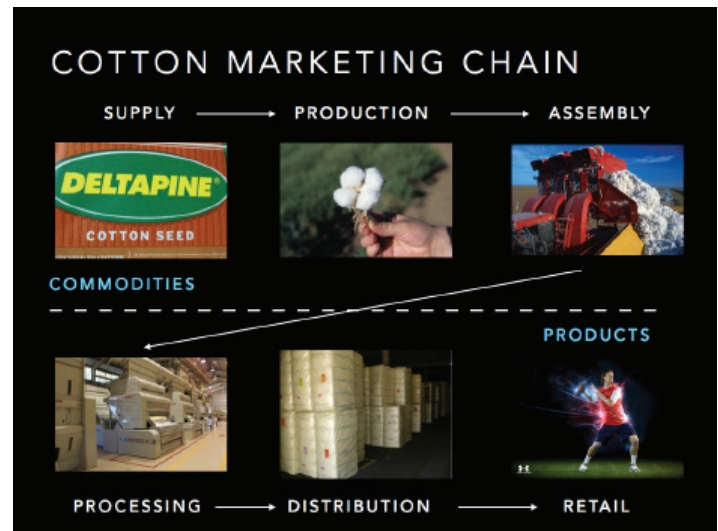 COTTON MARKETING CHAIN
SUPPLY PRODUCTION ASSEMBLY
DELTAPINE®
COTTON SEED
COMMODITIES
PRODUCTS
PROCESSING DISTRIBUTION RETAIL